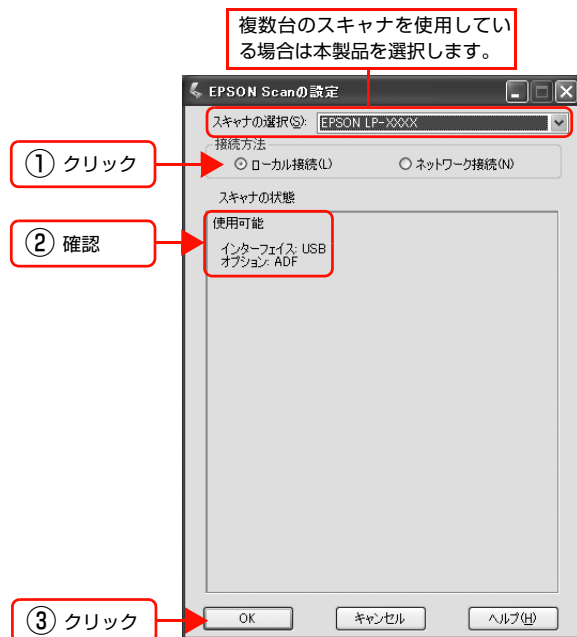 複数台のスキャナを使用してい
る場合は本製品を選択します。
EPSON Scanの設定
スキャナの選択(S): EPSON LP-XXXX
接続方法
① クリック
ローカル接続(L) ネットワーク接続(N)
スキャナの状態
② 確認
使用可能
インターフェイス: USB
オプション: ADF
③ クリック
OK キャンセル ヘルプ(H)